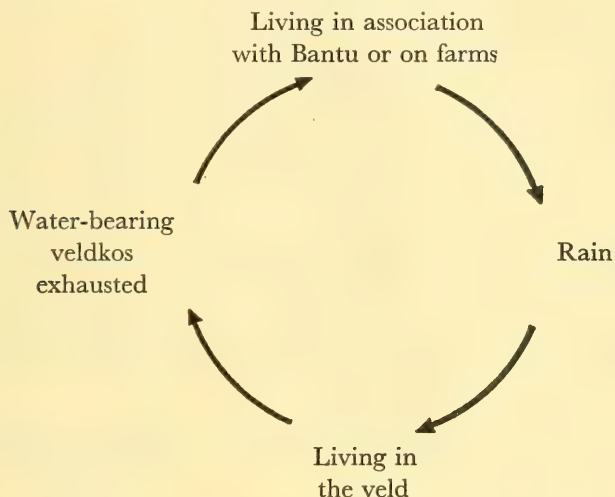 Living in association
with Bantu or on farms
Water-bearing
veldkos
exhausted
Rain
Living in
the veld